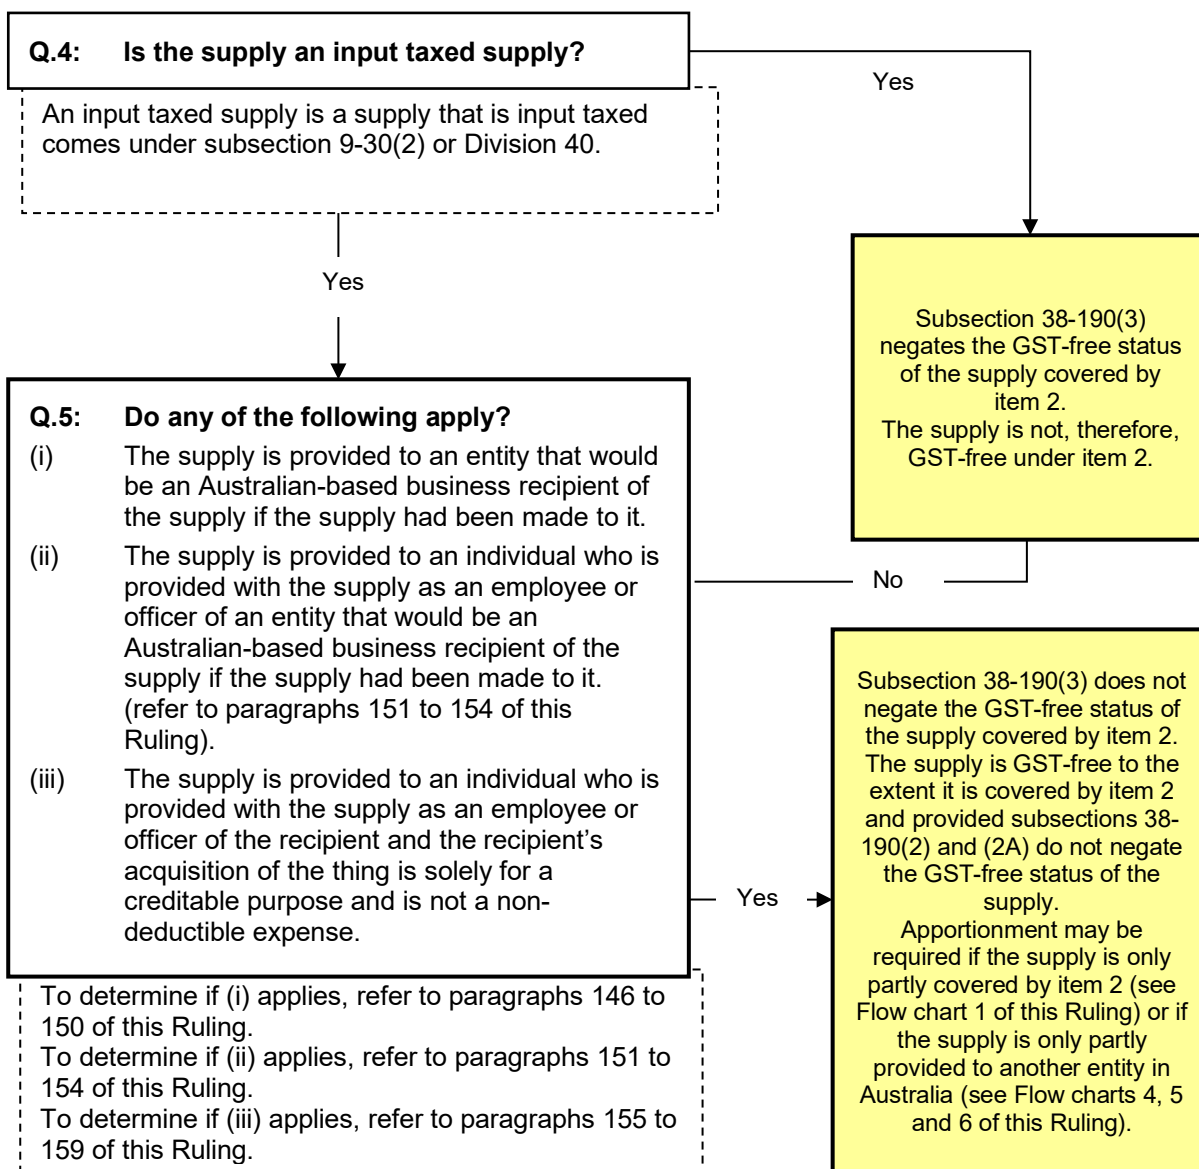 Q.4: Is the supply an input taxed supply?
Yes
An input taxed supply is a supply that is input taxed
comes under subsection 9-30(2) or Division 40.
Yes
Subsection 38-190(3)
negates the GST-free status
of the supply covered by
item 2.
The supply is not, therefore,
GST-free under item 2.
Q.5: Do any of the following apply?
(i) The supply is provided to an entity that would
be an Australian-based business recipient of
the supply if the supply had been made to it.
(ii) The supply is provided to an individual who is
provided with the supply as an employee or
officer of an entity that would be an
Australian-based business recipient of the
supply if the supply had been made to it.
(refer to paragraphs 151 to 154 of this
Ruling).
(iii) The supply is provided to an individual who is
provided with the supply as an employee or
officer of the recipient and the recipient's
acquisition of the thing is solely for a
creditable purpose and is not a non-
deductible expense.
No
Yes
Subsection 38-190(3) does not
negate the GST-free status of
the supply covered by item 2.
The supply is GST-free to the
extent it is covered by item 2
and provided subsections 38-
190(2) and (2A) do not negate
the GST-free status of the
supply.
Apportionment may be
required if the supply is only
partly covered by item 2 (see
Flow chart 1 of this Ruling) or if
the supply is only partly
provided to another entity in
Australia (see Flow charts 4, 5
and 6 of this Ruling).
To determine if (i) applies, refer to paragraphs 146 to
150 of this Ruling.
To determine if (ii) applies, refer to paragraphs 151 to
154 of this Ruling.
To determine if (iii) applies, refer to paragraphs 155 to
159 of this Ruling.